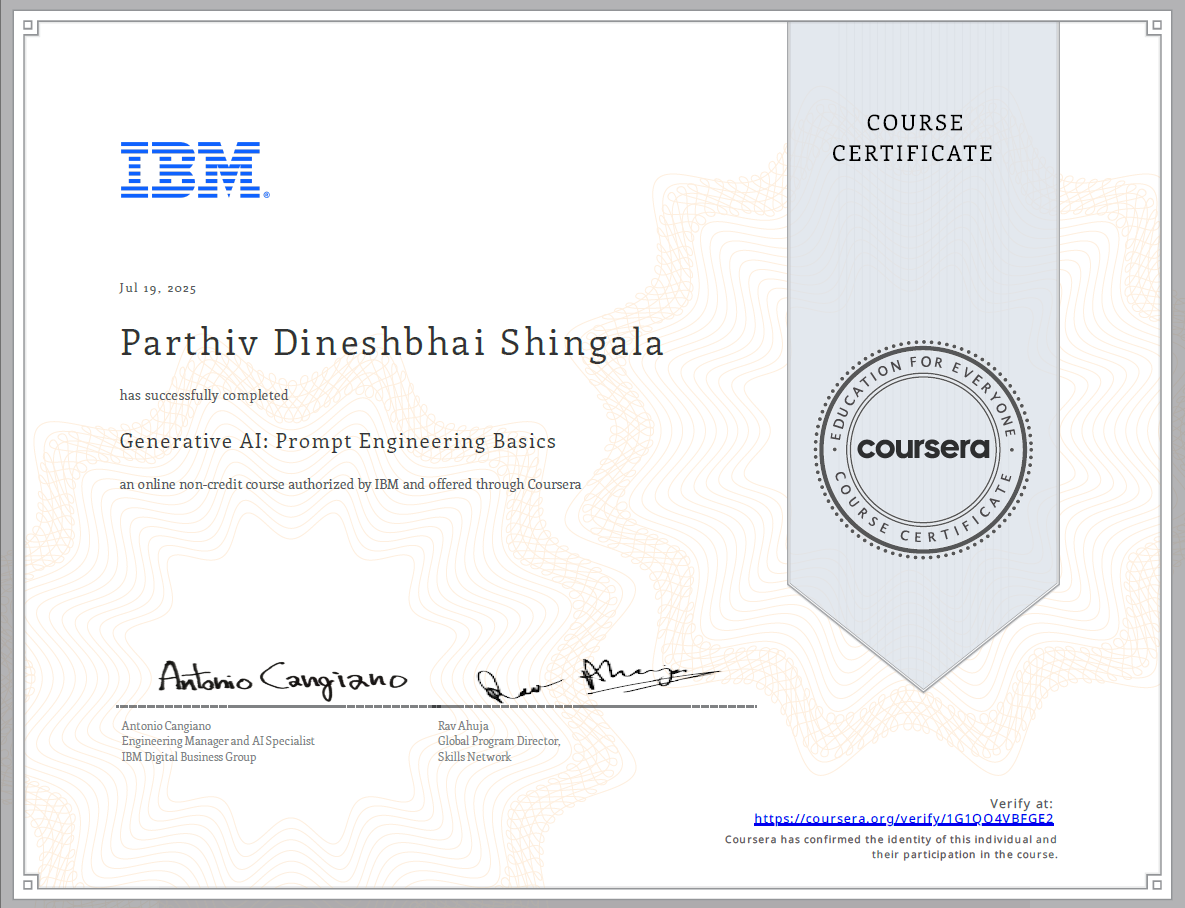 COURSE
CERTIFICATE
IBM®
Jul 19, 2025
Parthiv Dineshbhai Shingala
has successfully completed
Generative AI: Prompt Engineering Basics
an online non-credit course authorized by IBM and offered through Coursera
EDUCATION FOR EVERYONE
coursera
COURSE CERTIFICATE
Antonio Cangiano
Rav Ahuja
Antonio Cangiano
Engineering Manager and AI Specialist
IBM Digital Business Group
Rav Ahuja
Global Program Director,
Skills Network
Verify at:
https://coursera.org/verify/1G1QO4VBFGE2
Coursera has confirmed the identity of this individual and
their participation in the course.